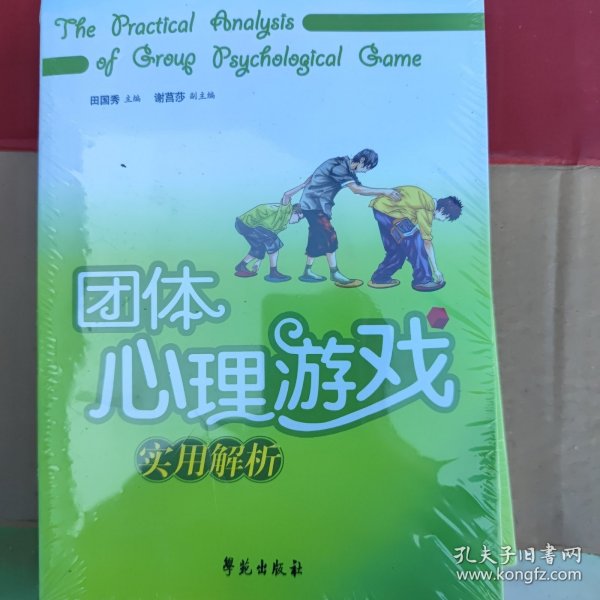 The Practical Analysis
of Group Psychological Game
田国秀 主编 谢莒莎 副主编
团体
心理游戏
实用解析
學苑出版社
孔夫子旧书网
www.kongfz.com